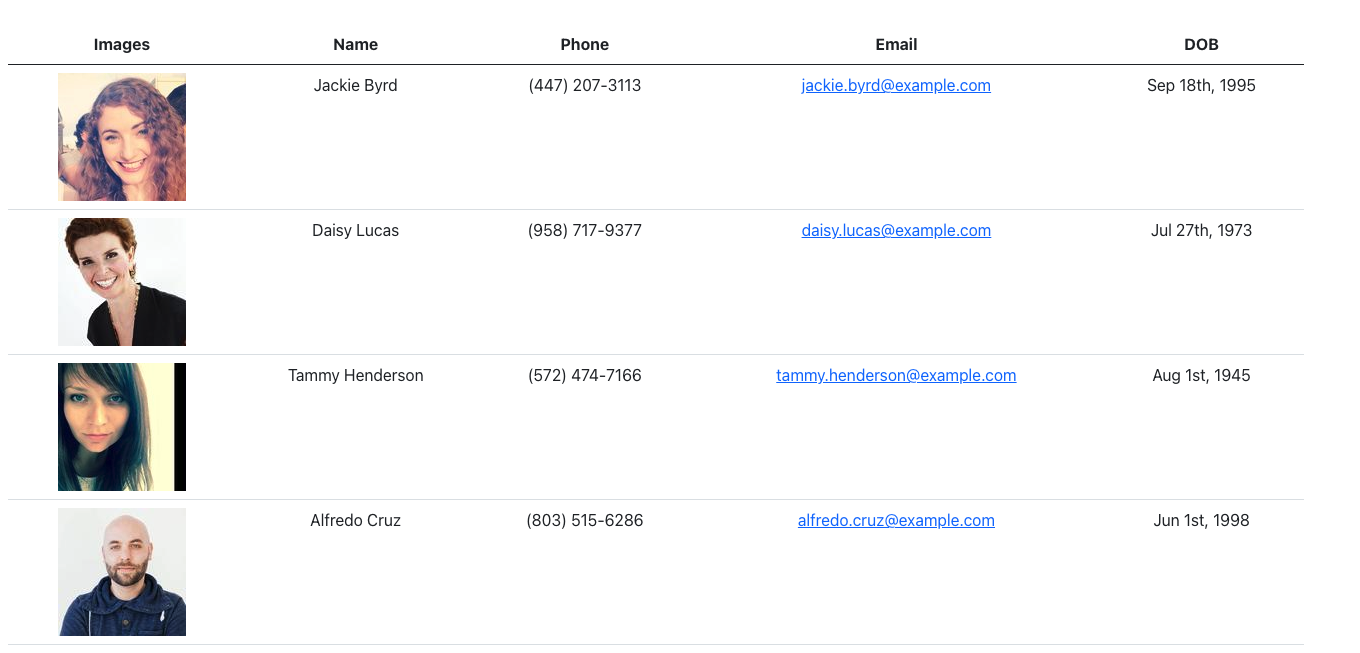 Images Name Phone Email DOB
Jackie Byrd (447) 207-3113 jackie.byrd@example.com Sep 18th, 1995
Daisy Lucas (958) 717-9377 daisy.lucas@example.com Jul 27th, 1973
Tammy Henderson (572) 474-7166 tammy.henderson@example.com Aug 1st, 1945
Alfredo Cruz (803) 515-6286 alfredo.cruz@example.com Jun 1st, 1998